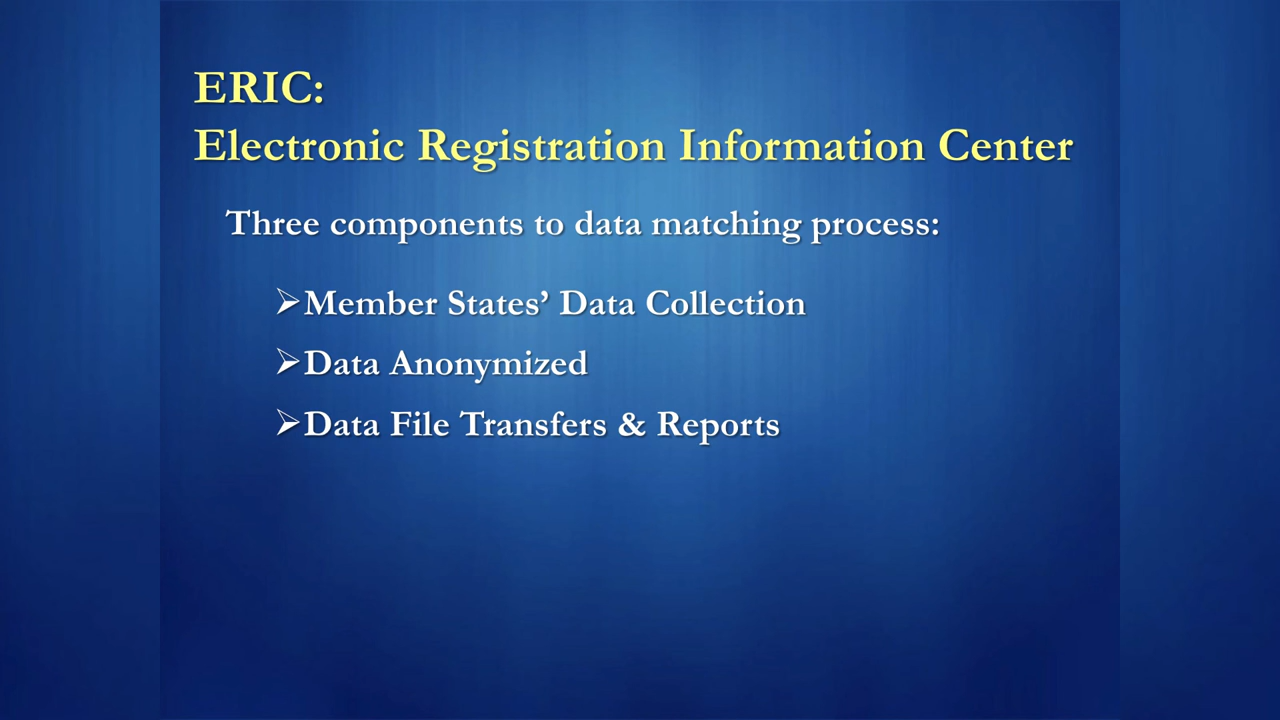 ERIC:
Electronic Registration Information Center
Three components to data matching process:
➢Member States’ Data Collection
➢Data Anonymized
➢Data File Transfers & Reports